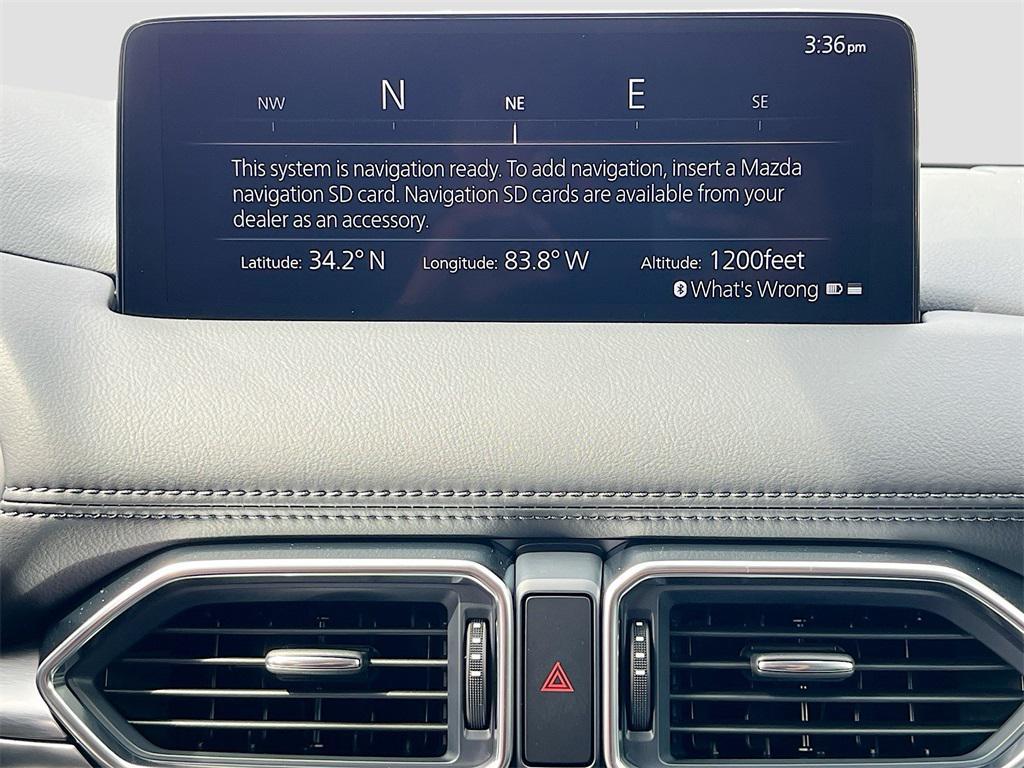 3:36pm
NW N NE E SE
This system is navigation ready. To add navigation, insert a Mazda
navigation SD card. Navigation SD cards are available from your
dealer as an accessory.
Latitude: 34.2° N Longitude: 83.8° W Altitude: 1200feet
What's Wrong